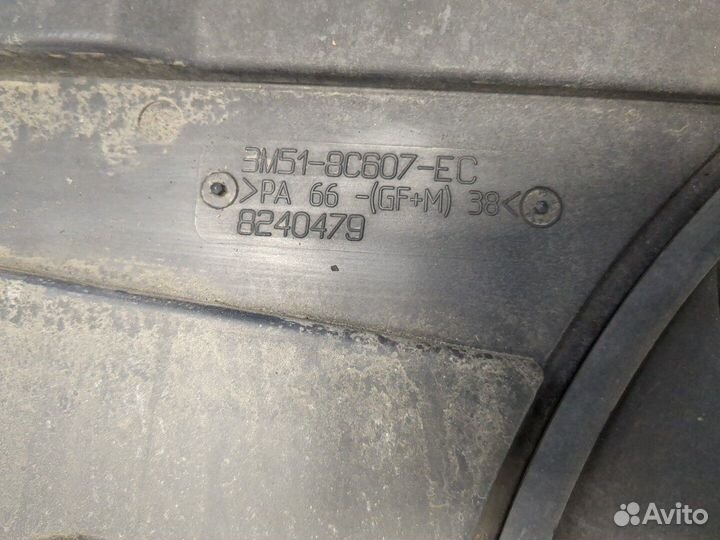 3M51-8C607-EC
>PA 66 -(GF+M) 38<
8240479
Avito